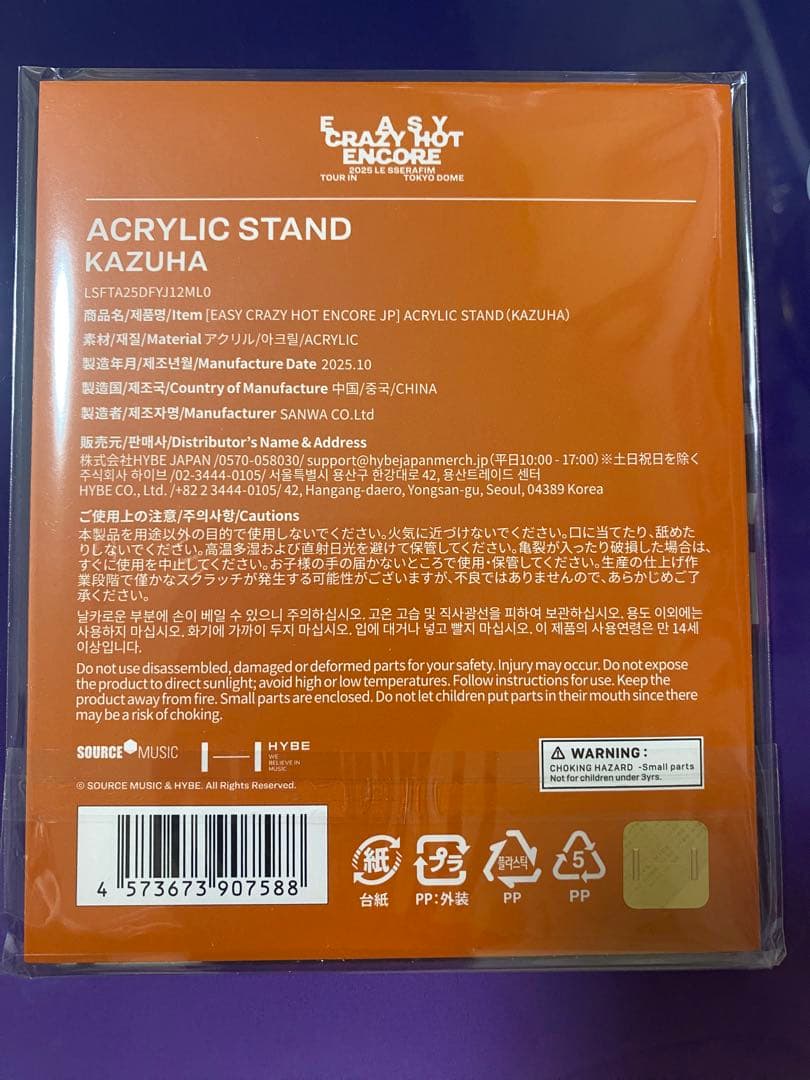 E ASY
CRAZY HOT
ENCORE
2025 LE SSERAFIM
TOUR IN TOKYO DOME
ACRYLIC STAND
KAZUHA
LSFTA25DFYJ12ML0
商品名/제품명/Item [EASY CRAZY HOT ENCORE JP] ACRYLIC STAND(KAZUHA)
素材/재질/Material アクリル/아크릴/ACRYLIC
製造年月/제조년월/Manufacture Date 2025.10
製造国/제조국/Country of Manufacture 中国/중국/CHINA
製造者/제조자명/Manufacturer SANWA CO.Ltd
販売元/판매사/Distributor's Name & Address
株式会社HYBE JAPAN /0570-058030/ support@hybejapanmerch.jp(平日10:00 - 17:00)※土日祝日を除く
주식회사 하이브 /02-3444-0105/ 서울특별시 용산구 한강대로 42, 용산트레이드 센터
HYBE CO., Ltd. /+82 2 3444-0105/ 42, Hangang-daero, Yongsan-gu, Seoul, 04389 Korea
ご使用上の注意/주의사항/Cautions
本製品を用途以外の目的で使用しないでください。火気に近づけないでください。口に当てたり、舐めた
りしないでください。高温多湿および直射日光を避けて保管してください。亀裂が入ったり破損した場合は、
すぐに使用を中止してください。お子様の手の届かないところで使用・保管してください。生産の仕上げ作
業段階で僅かなスクラッチが発生する可能性がございますが、不良ではありませんので、あらかじめご了
承ください。
날카로운 부분에 손이 베일 수 있으니 주의하십시오. 고온 고습 및 직사광선을 피하여 보관하십시오. 용도 이외에는
사용하지 마십시오. 화기에 가까이 두지 마십시오. 입에 대거나 넣고 빨지 마십시오. 이 제품의 사용연령은 만 14세
이상입니다.
Do not use disassembled, damaged or deformed parts for your safety. Injury may occur. Do not expose
the product to direct sunlight; avoid high or low temperatures. Follow instructions for use. Keep the
product away from fire. Small parts are enclosed. Do not let children put parts in their mouth since there
may be a risk of choking.
SOURCE MUSIC
HYBE
WE
BELIEVE IN
MUSIC
WARNING :
CHOKING HAZARD -Small parts
Not for children under 3yrs.
© SOURCE MUSIC & HYBE. All Rights Reserved.
4 573673 907588
紙
台紙
プラ
PP:外装
플라스틱
PP
5
PP